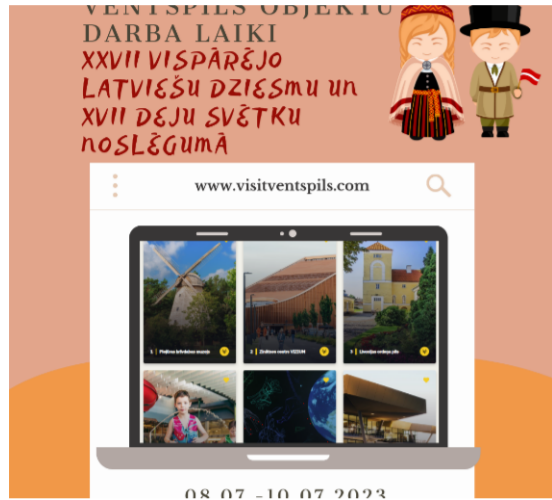 VENTSPILS OBJEKTU
DARBA LAIKI
XXVII VISPĀRĒJO
LATVIEŠU DZIESMU UN
XVII DEJU SVĒTKU
NOSLĒGUMĀ
www.visitventspils.com
08.07.-10.07.2023